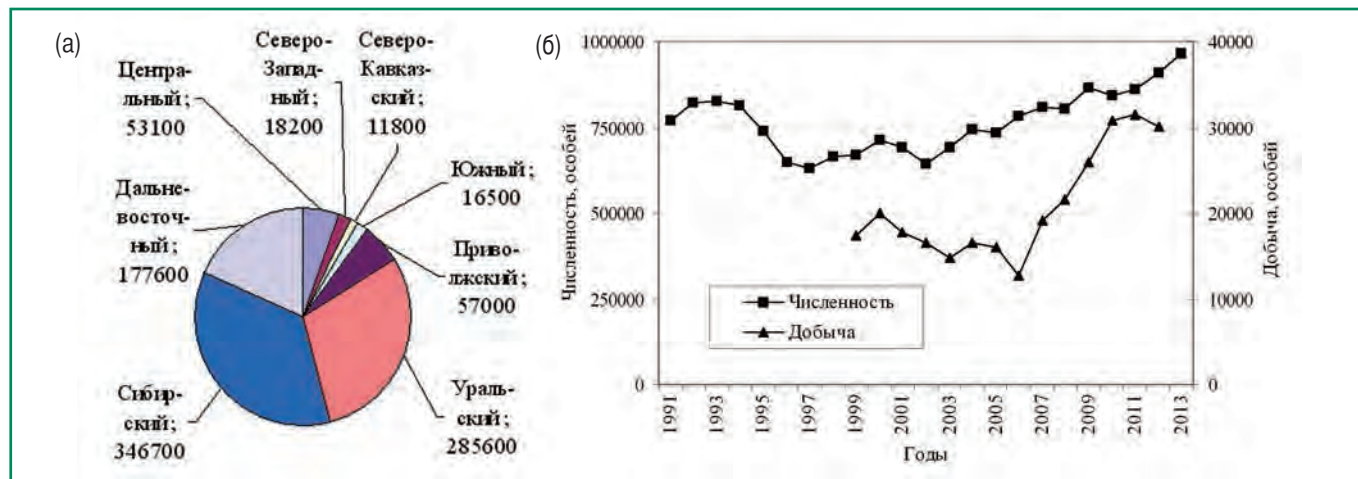 (а)
Центра-
льный;
53100
Северо-
Запад-
ный;
18200
Северо-
Кавказ-
ский;
11800
Южный;
16500
Приво-
лжский;
57000
Ураль-
ский;
285600
Сибир-
ский;
346700
Дальне-
восточ-
ный;
177600
(б)
Численность, особей
1000000
750000
500000
250000
0
Численность
Добыча
40000
30000
20000
10000
0
Добыча, особей
1991
1993
1995
1997
1999
2001
2003
2005
2007
2009
2011
2013
Годы